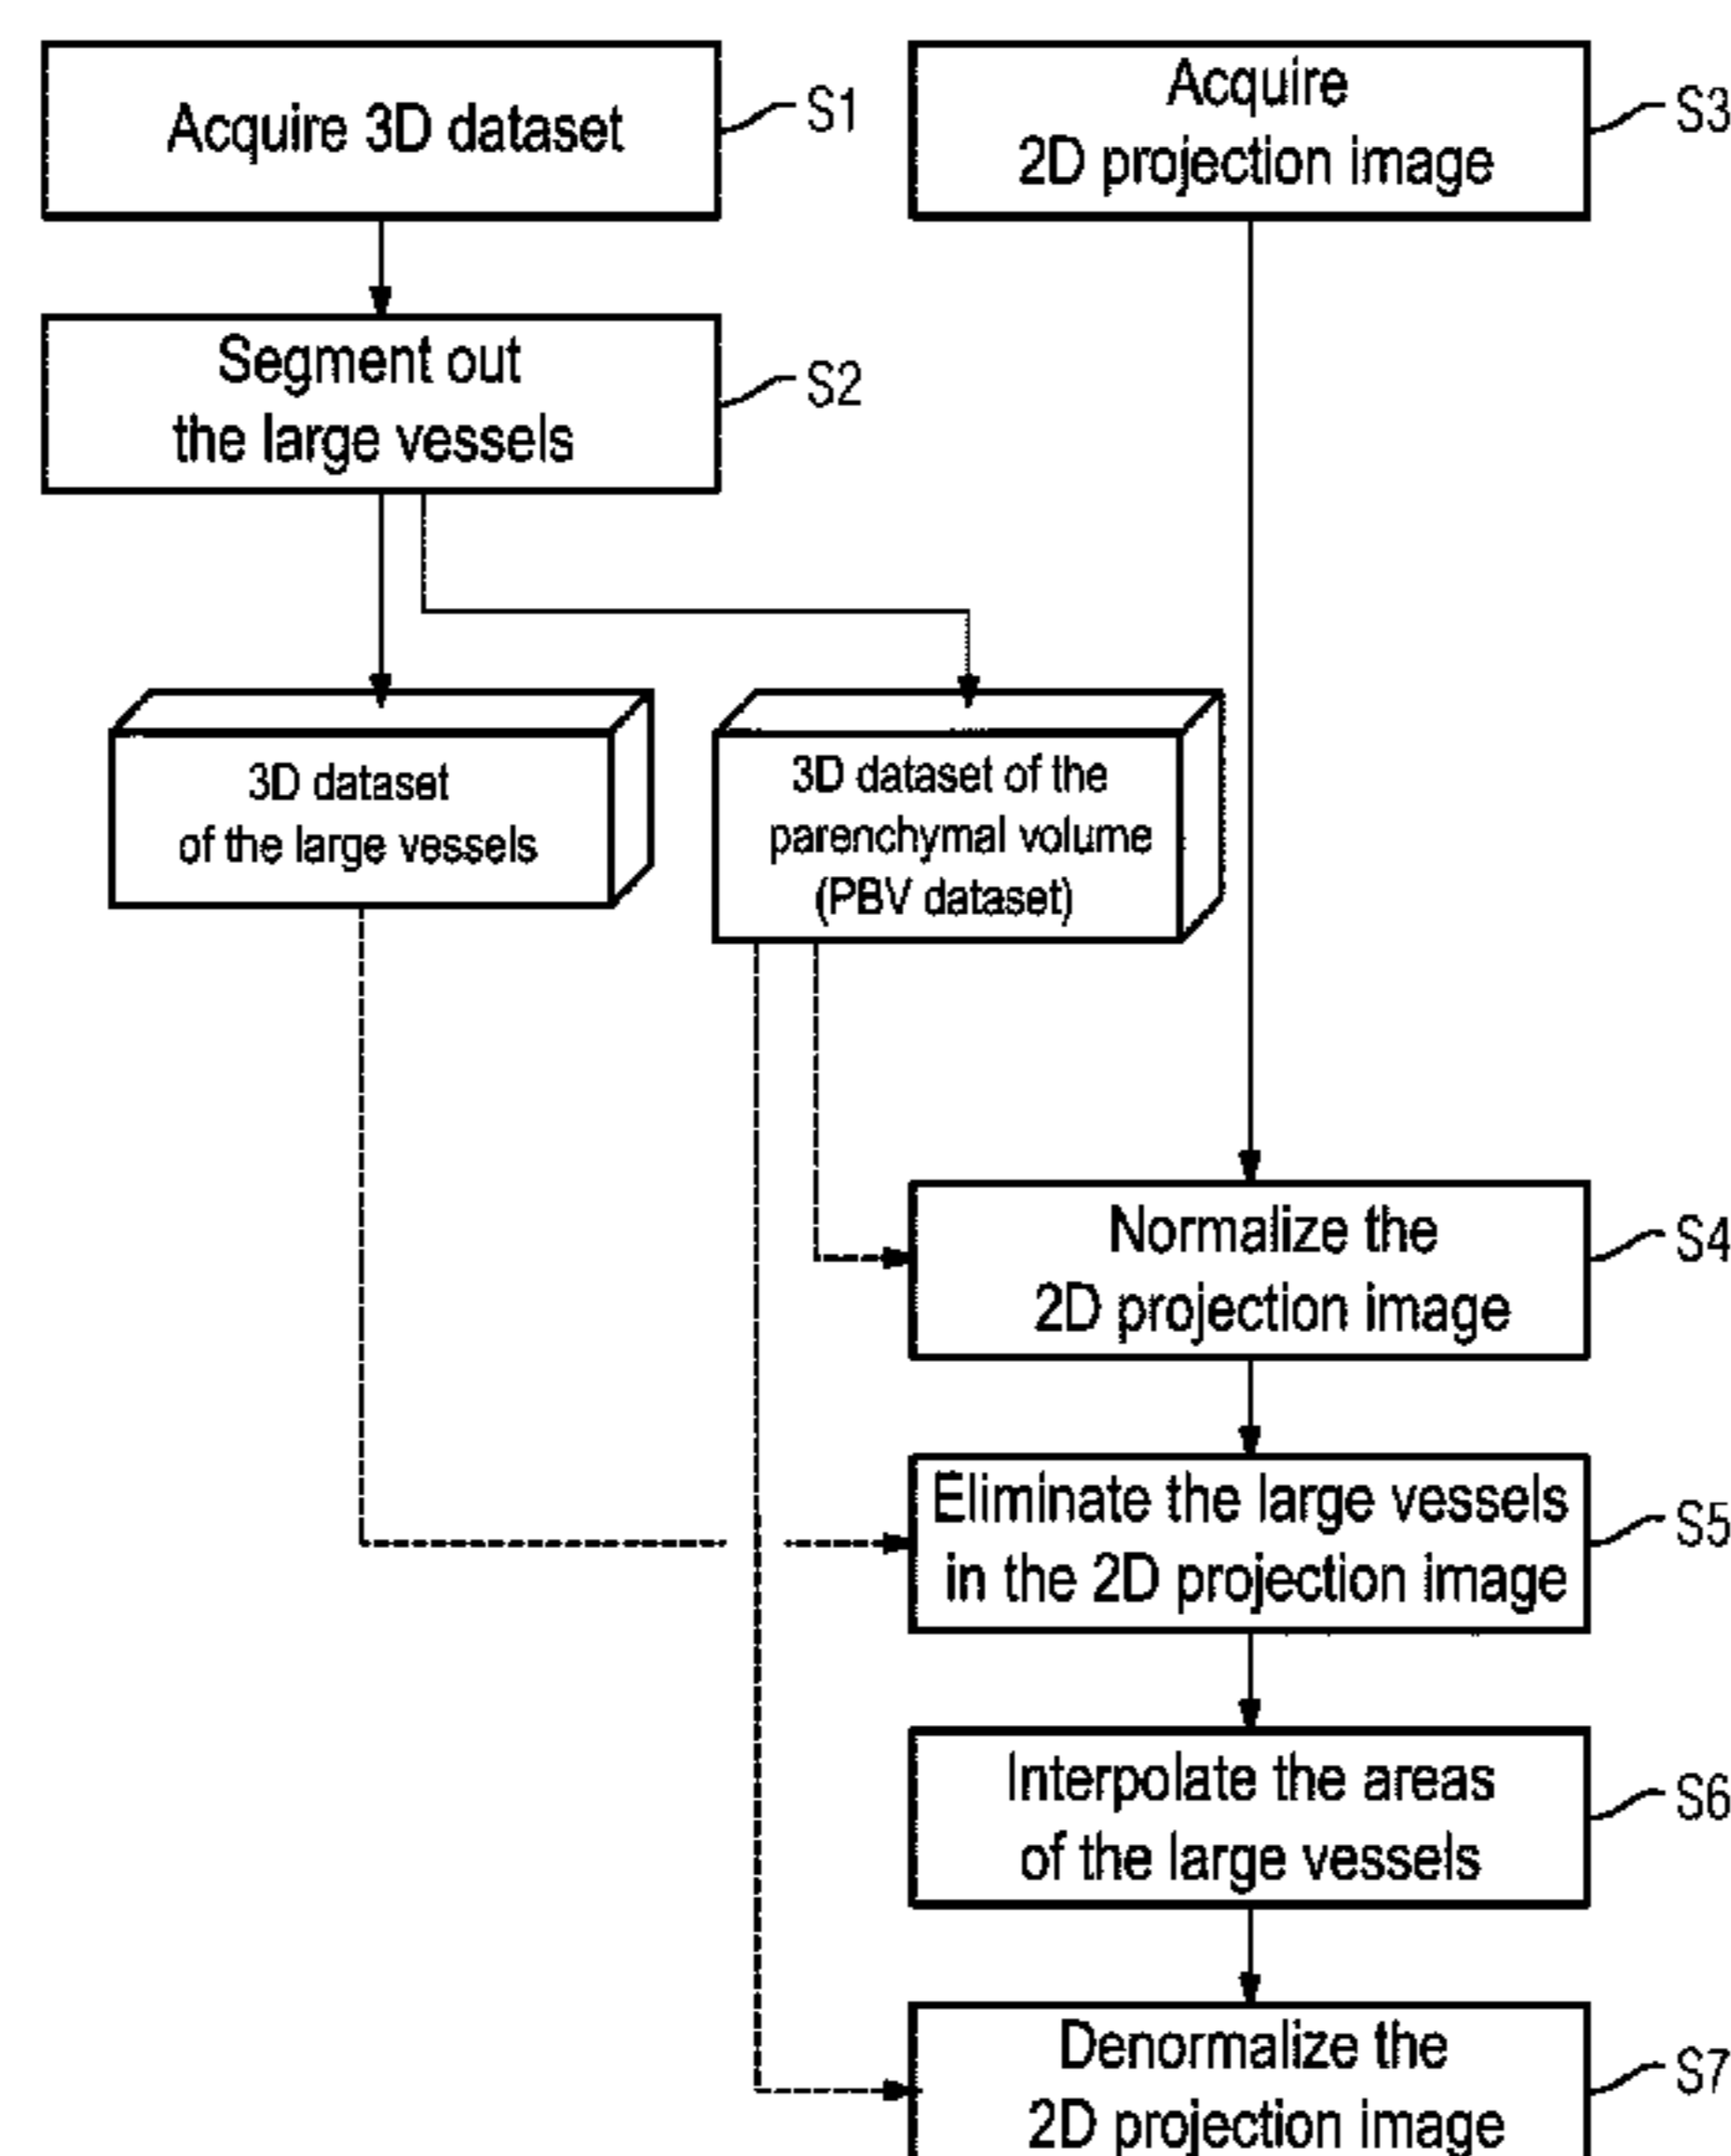 Acquire 3D dataset
S1
Acquire
2D projection image
S3
Segment out
the large vessels
S2
3D dataset
of the large vessels
3D dataset of the
parenchymal volume
(PBV dataset)
Normalize the
2D projection image
S4
Eliminate the large vessels
in the 2D projection image
S5
Interpolate the areas
of the large vessels
S6
Denormalize the
2D projection image
S7